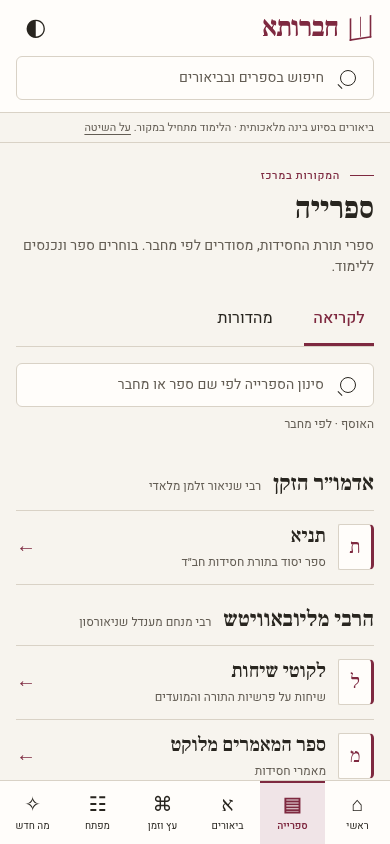 חברותא
חיפוש בספרים ובביאורים
ביאורים בסיוע בינה מלאכותית · הלימוד מתחיל במקור. על השיטה
המקורות במרכז
ספרייה
ספרי תורת החסידות, מסודרים לפי מחבר. בוחרים ספר ונכנסים
ללימוד.
לקריאה
מהדורות
סינון הספרייה לפי שם ספר או מחבר
האוסף · לפי מחבר
אדמו״ר הזקן רבי שניאור זלמן מלאדי
ת
תניא
ספר יסוד בתורת חסידות חב״ד
הרבי מליובאוויטש רבי מנחם מענדל שניאורסון
ל
לקוטי שיחות
שיחות על פרשיות התורה והמועדים
מ
ספר המאמרים מלוקט
מאמרי חסידות
ראשי
ספרייה
א
ביאורים
עץ וזמן
מפתח
מה חדש